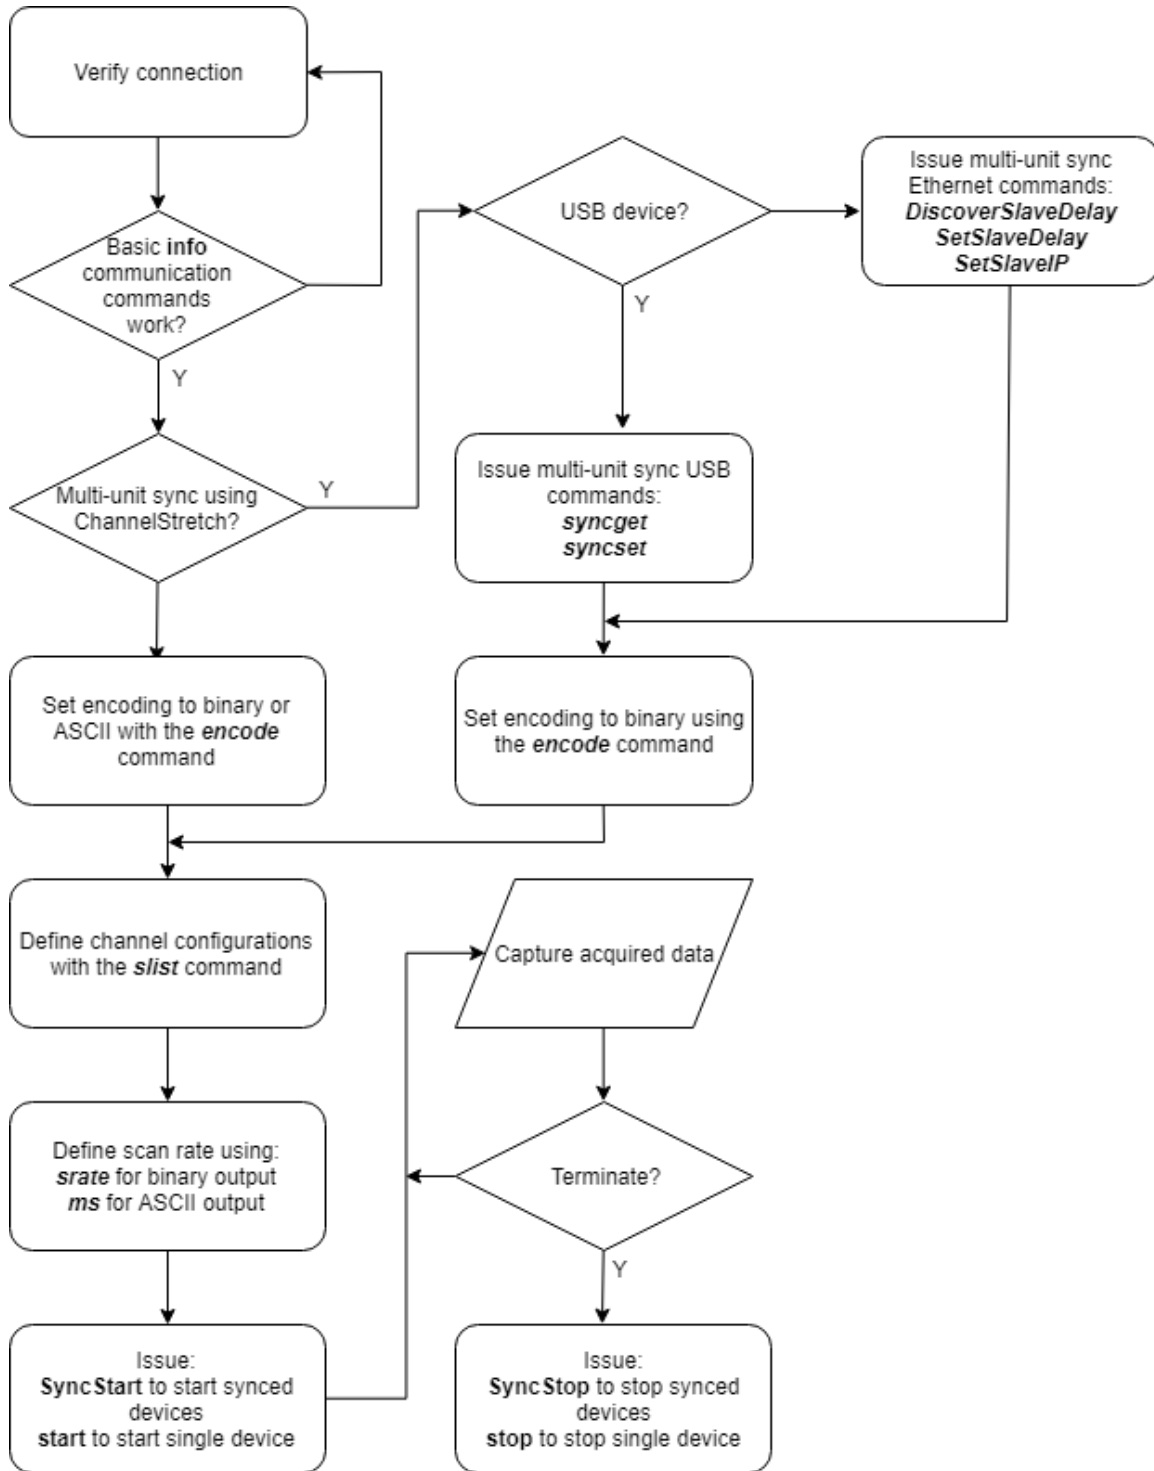 Verify connection
Basic info
communication
commands
work?
Y
Multi-unit sync using
ChannelStretch?
Y
USB device?
Y
Issue multi-unit sync
Ethernet commands:
DiscoverSlaveDelay
SetSlaveDelay
SetSlaveIP
Issue multi-unit sync USB
commands:
syncget
syncset
Set encoding to binary or
ASCII with the encode
command
Set encoding to binary using
the encode command
Define channel configurations
with the slist command
Define scan rate using:
srate for binary output
ms for ASCII output
Issue:
SyncStart to start synced
devices
start to start single device
Capture acquired data
Terminate?
Y
Issue:
SyncStop to stop synced
devices
stop to stop single device